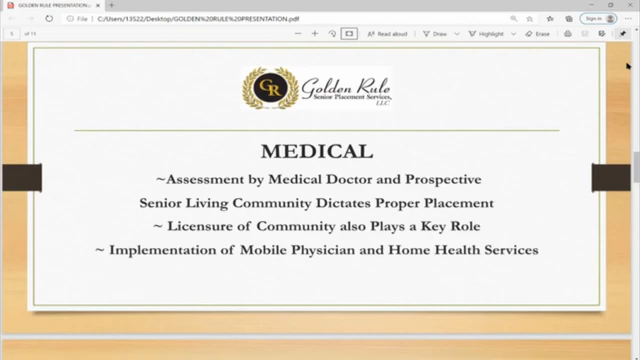 GOLDEN RULE PRESENTATION.pdf
File
C:/Users/13522/Desktop/GOLDEN%20RULE%20PRESENTATION.pdf
Sign in
5 of 11
Read aloud
Draw
Highlight
Erase
GR
Golden Rule
Senior Placement Services,
LLC
MEDICAL
~Assessment by Medical Doctor and Prospective
Senior Living Community Dictates Proper Placement
~ Licensure of Community also Plays a Key Role
~ Implementation of Mobile Physician and Home Health Services